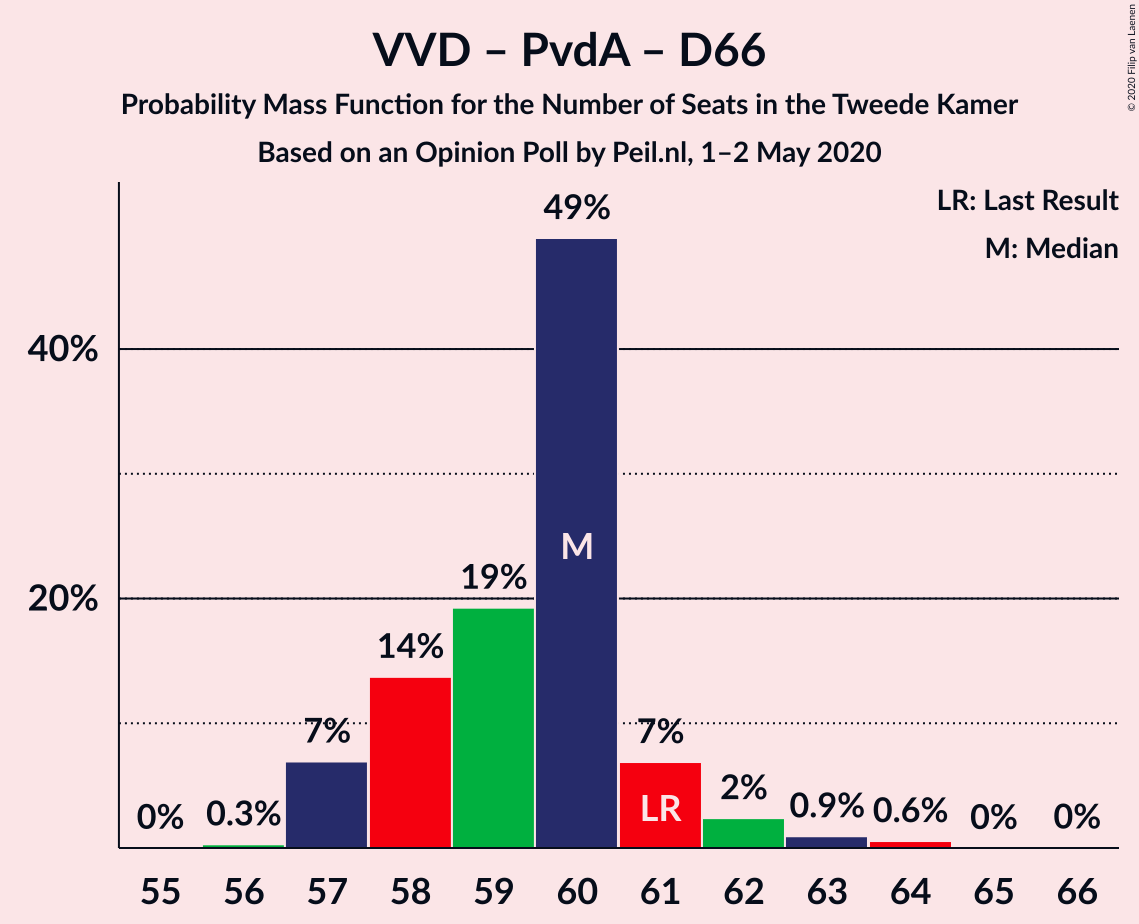 VVD – PvdA – D66
Probability Mass Function for the Number of Seats in the Tweede Kamer
Based on an Opinion Poll by Peil.nl, 1–2 May 2020
© 2020 Filip van Laenen
LR: Last Result
M: Median
40%
20%
0%
0.3%
7%
14%
19%
49%
7%
2%
0.9%
0.6%
0%
0%
M
LR
55 56 57 58 59 60 61 62 63 64 65 66